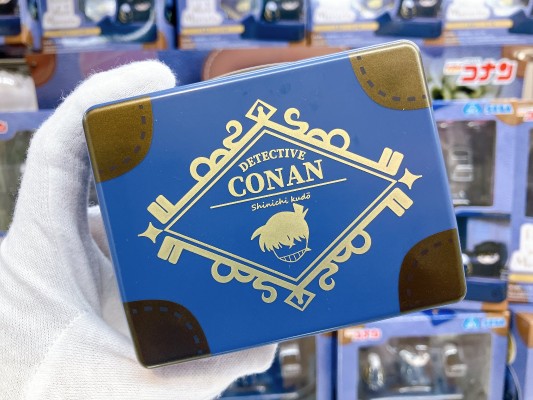 DETECTIVE
CONAN
Shinichi kudō
コナン